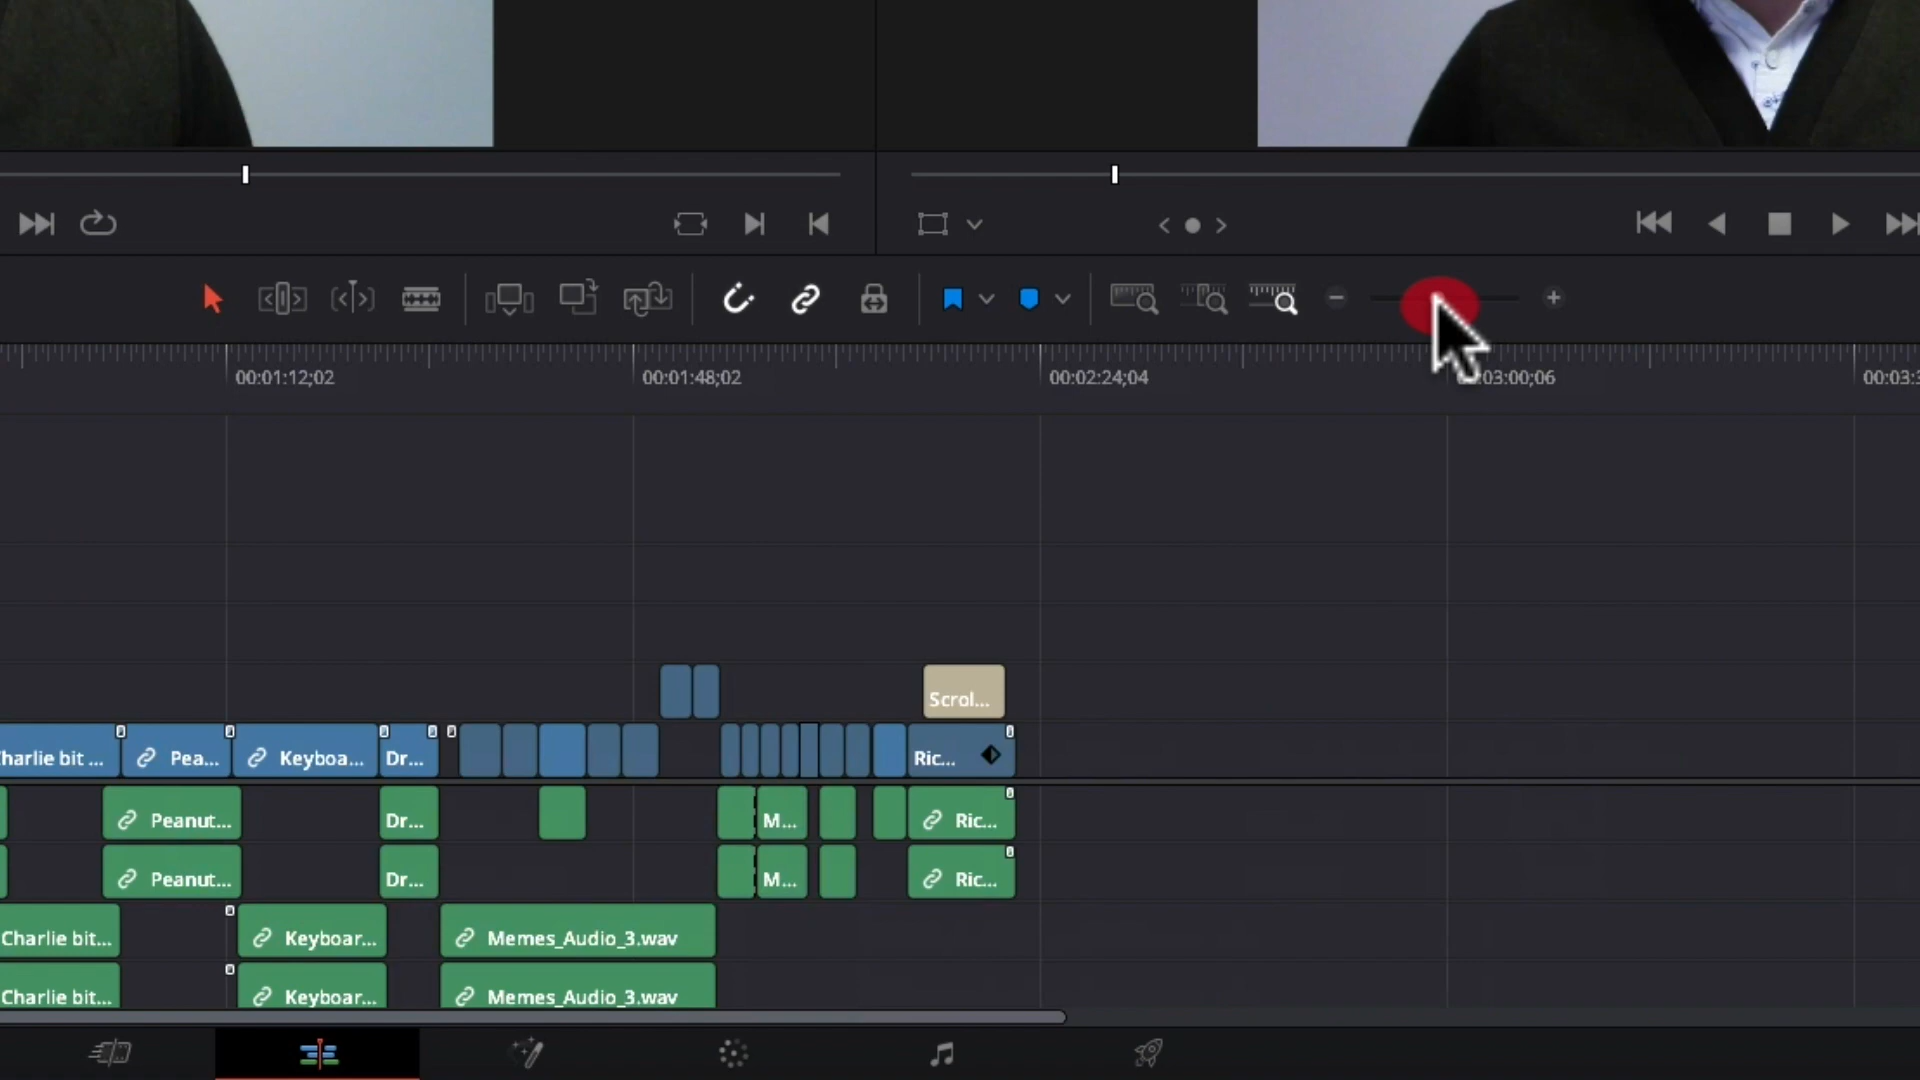 00:01:12;02
00:01:48;02
00:02:24;04
03:00;06
00:03:3
Scrol...
harlie bit ...
Pea...
Keyboa...
Dr...
Ric...
Peanut...
Dr...
M...
Ric...
Peanut...
Dr...
M...
Ric...
Charlie bit...
Keyboar...
Memes_Audio_3.wav
Charlie bit...
Keyboar...
Memes_Audio_3.wav